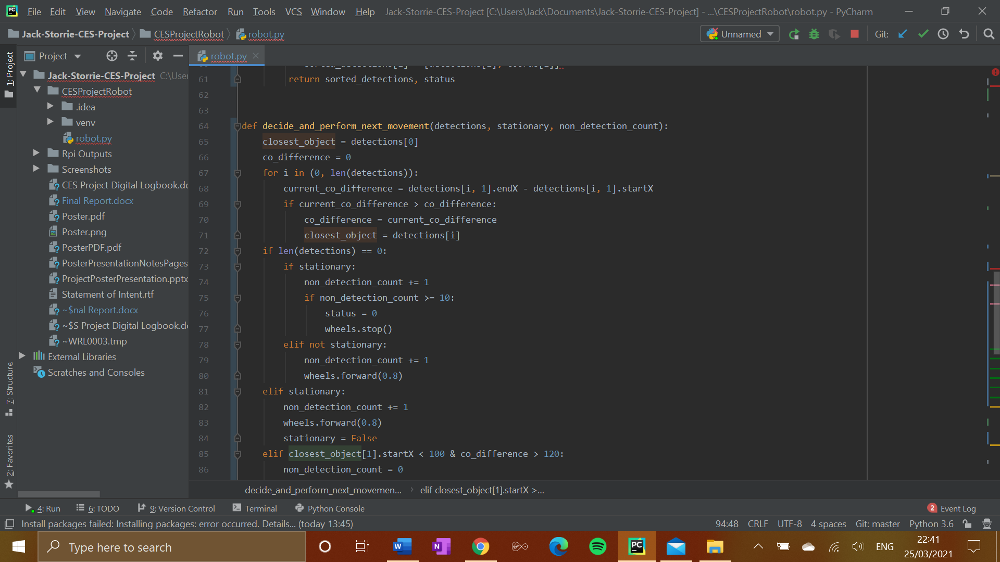 File Edit View Navigate Code Refactor Run Tools VCS Window Help Jack-Storrie-CES-Project [C:\Users\Jack\Documents\Jack-Storrie-CES-Project] - ...\CESProjectRobot\robot.py - PyCharm
Jack-Storrie-CES-Project CESProjectRobot robot.py Unnamed Git:
Project robot.py
1: Project
Jack-Storrie-CES-Project C:\User
CESProjectRobot
.idea
venv
robot.py
Rpi Outputs
Screenshots
CES Project Digital Logbook.do
Final Report.docx
Poster.pdf
Poster.png
PosterPDF.pdf
PosterPresentationNotesPages
ProjectPosterPresentation.pptx
Statement of Intent.rtf
~$nal Report.docx
~$S Project Digital Logbook.do
~WRL0003.tmp
External Libraries
Scratches and Consoles
7: Structure
2: Favorites
61 return sorted_detections, status
62
63
64 def decide_and_perform_next_movement(detections, stationary, non_detection_count):
65 closest_object = detections[0]
66 co_difference = 0
67 for i in (0, len(detections)):
68 current_co_difference = detections[i, 1].endX - detections[i, 1].startX
69 if current_co_difference > co_difference:
70 co_difference = current_co_difference
71 closest_object = detections[i]
72 if len(detections) == 0:
73 if stationary:
74 non_detection_count += 1
75 if non_detection_count >= 10:
76 status = 0
77 wheels.stop()
78 elif not stationary:
79 non_detection_count += 1
80 wheels.forward(0.8)
81 elif stationary:
82 non_detection_count += 1
83 wheels.forward(0.8)
84 stationary = False
85 elif closest_object[1].startX < 100 & co_difference > 120:
86 non_detection_count = 0
decide_and_perform_next_movemen... elif closest_object[1].startX >...
4: Run 6: TODO 9: Version Control Terminal Python Console 2 Event Log
Install packages failed: Installing packages: error occurred. Details... (today 13:45) 94:48 CRLF UTF-8 4 spaces Git: master Python 3.6
Type here to search ENG 22:41
25/03/2021